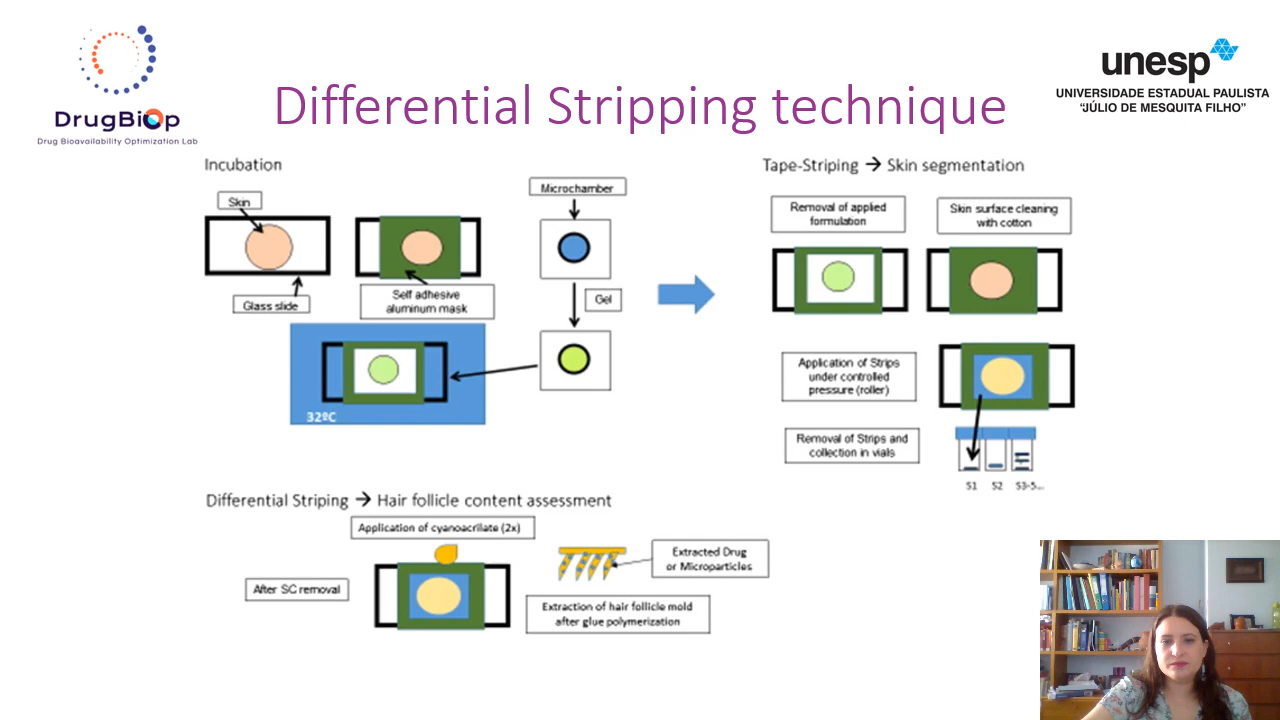 DrugBiOp
Drug Bioavailability Optimization Lab
Differential Stripping technique
unesp
UNIVERSIDADE ESTADUAL PAULISTA
“JÚLIO DE MESQUITA FILHO”
Incubation
Skin
Glass slide
Self adhesive
aluminum mask
Microchamber
Gel
32ºC
Tape-Striping → Skin segmentation
Removal of applied
formulation
Skin surface cleaning
with cotton
Application of Strips
under controlled
pressure (roller)
Removal of Strips and
collection in vials
S1 S2 S3-5...
Differential Striping → Hair follicle content assessment
Application of cyanoacrilate (2x)
After SC removal
Extracted Drug
or Microparticles
Extraction of hair follicle mold
after glue polymerization